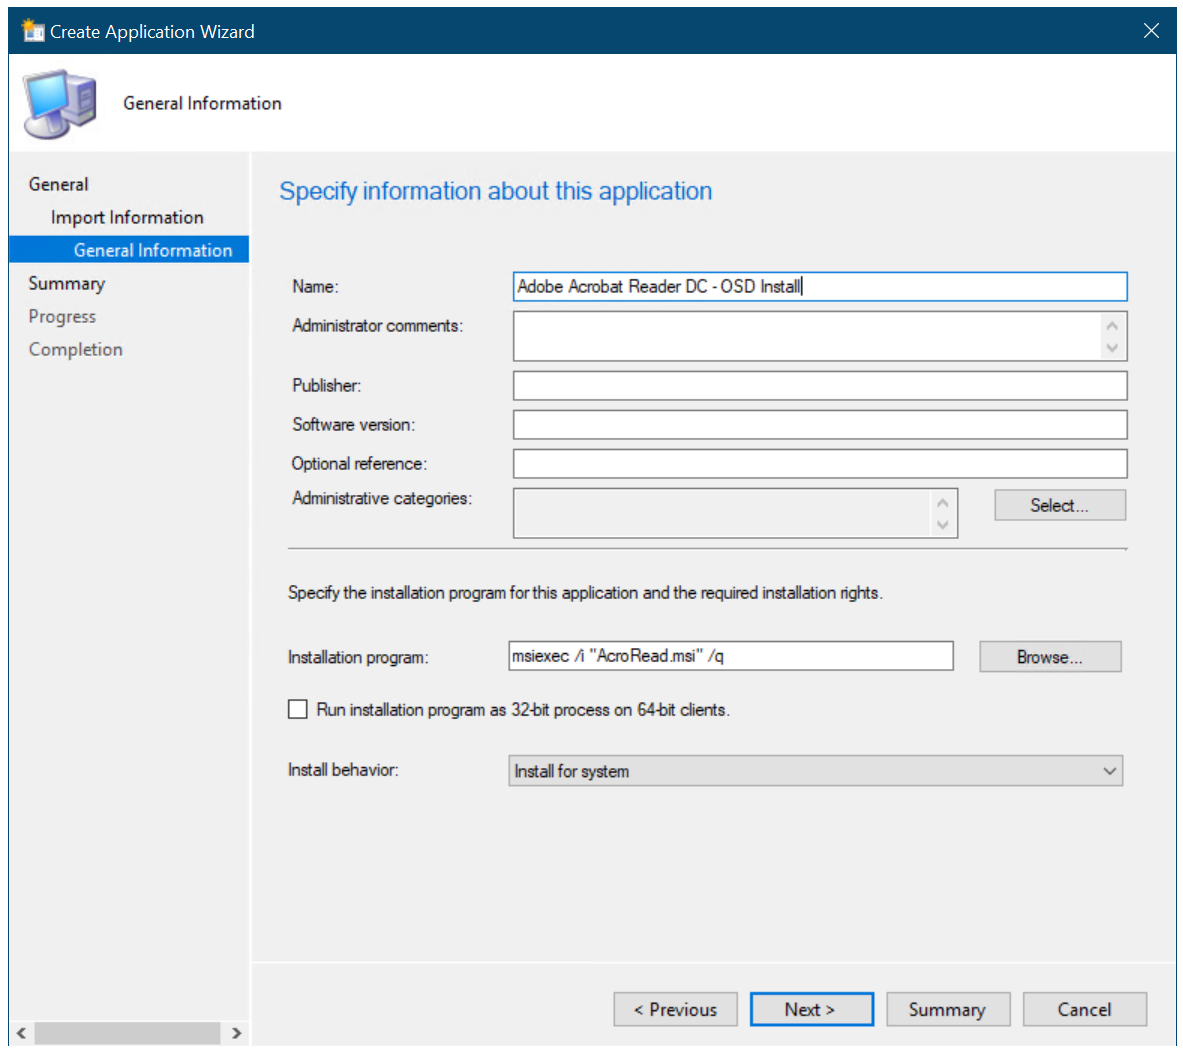 Create Application Wizard
General Information
General
Import Information
General Information
Summary
Progress
Completion
Specify information about this application
Name: Adobe Acrobat Reader DC - OSD Install
Administrator comments:
Publisher:
Software version:
Optional reference:
Administrative categories: Select...
Specify the installation program for this application and the required installation rights.
Installation program: msiexec /i "AcroRead.msi" /q Browse...
Run installation program as 32-bit process on 64-bit clients.
Install behavior: Install for system
< Previous Next > Summary Cancel